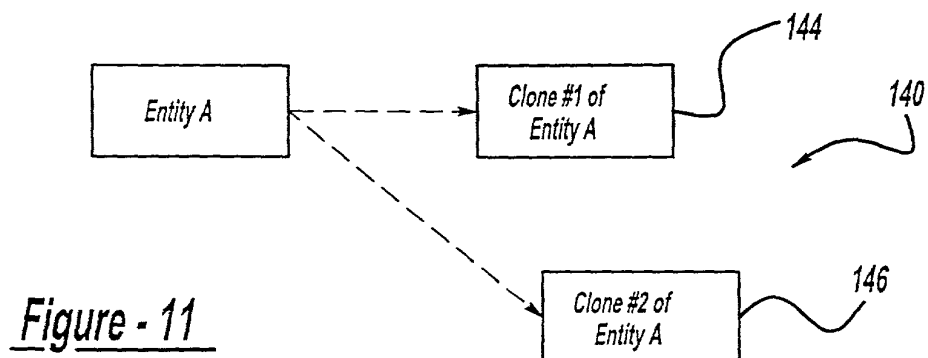 144
Entity A
Clone #1 of
Entity A
140
Clone #2 of
Entity A
146
Figure - 11